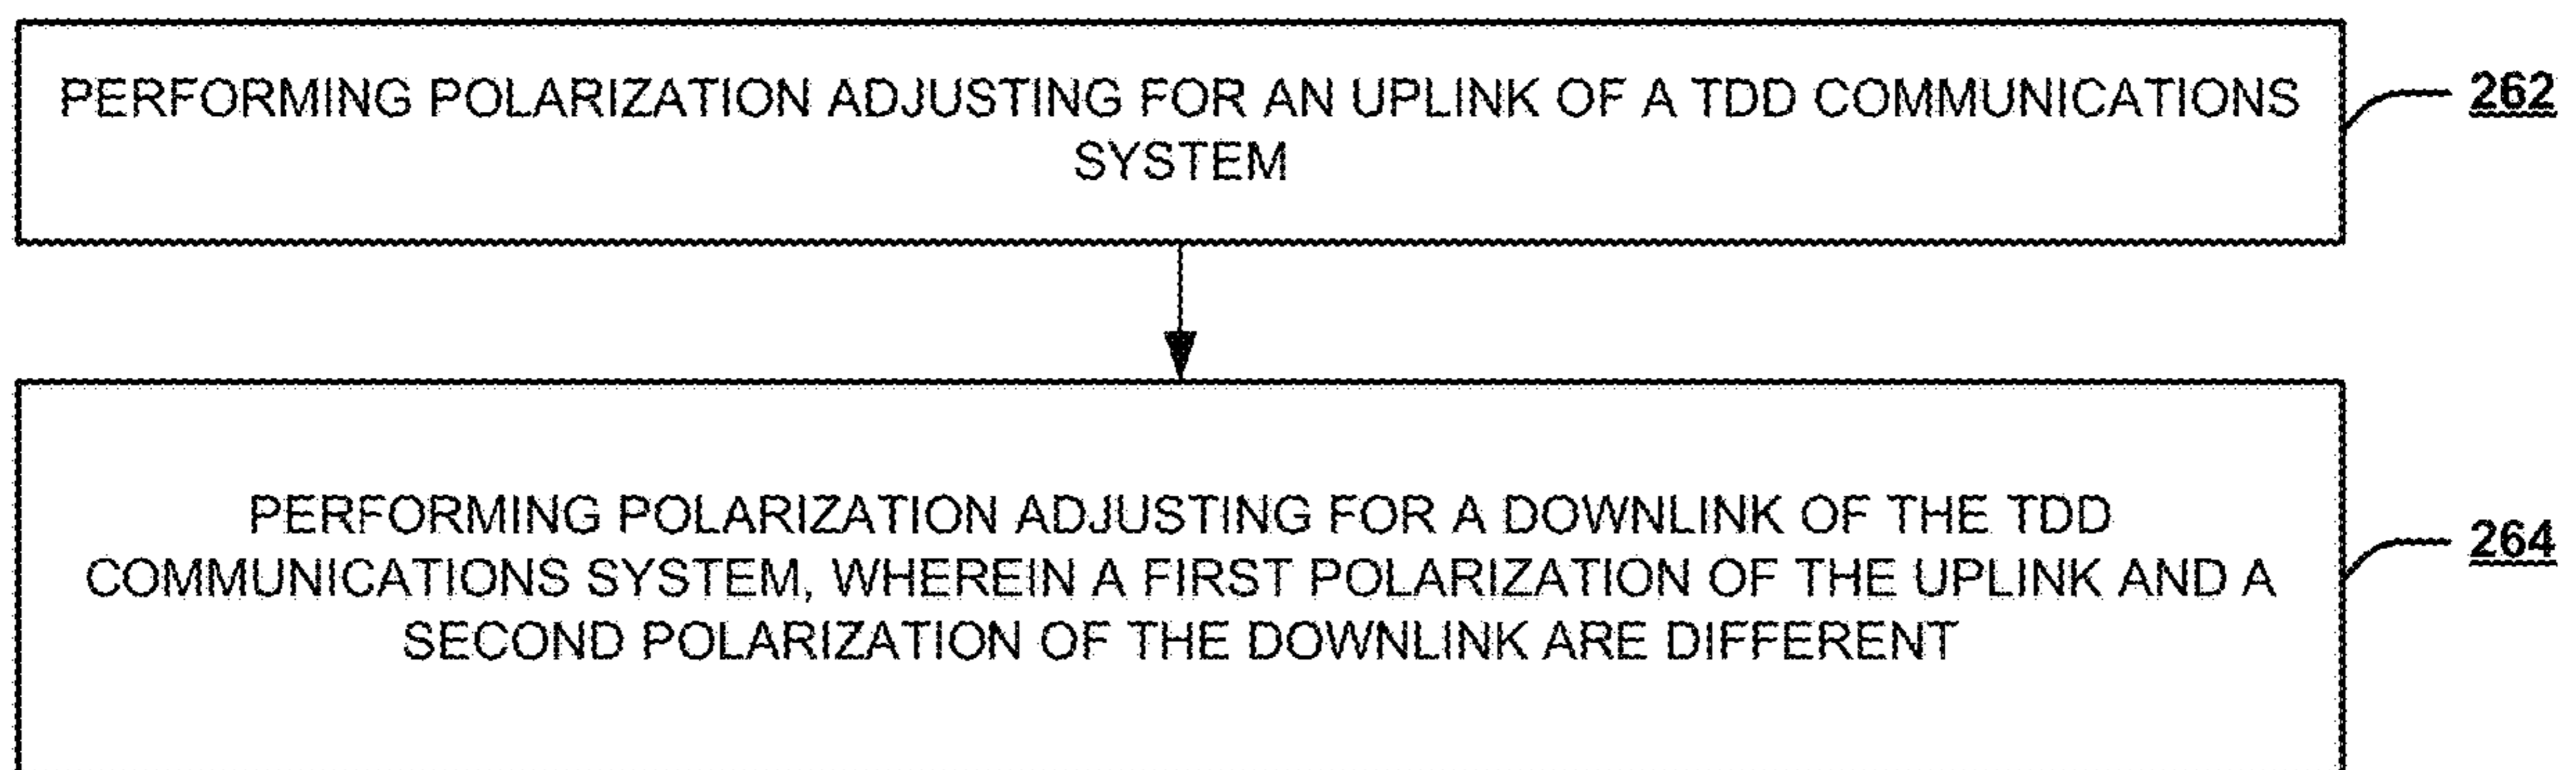 PERFORMING POLARIZATION ADJUSTING FOR AN UPLINK OF A TDD COMMUNICATIONS
SYSTEM
262
PERFORMING POLARIZATION ADJUSTING FOR A DOWNLINK OF THE TDD
COMMUNICATIONS SYSTEM, WHEREIN A FIRST POLARIZATION OF THE UPLINK AND A
SECOND POLARIZATION OF THE DOWNLINK ARE DIFFERENT
264